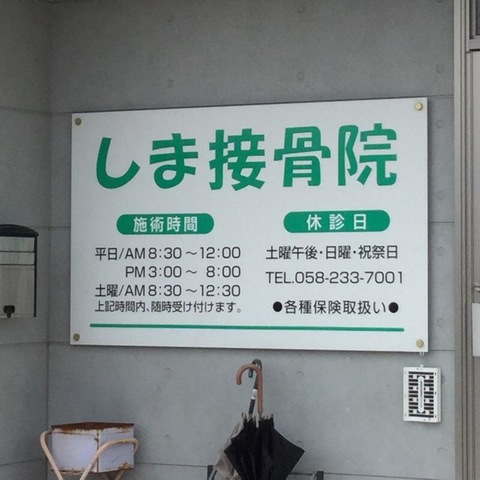 しま接骨院
施術時間
平日/AM 8:30〜12:00
PM 3:00〜 8:00
土曜/AM 8:30〜12:30
上記時間内、随時受け付けます。
休診日
土曜午後・日曜・祝祭日
TEL.058-233-7001
●各種保険取扱い●